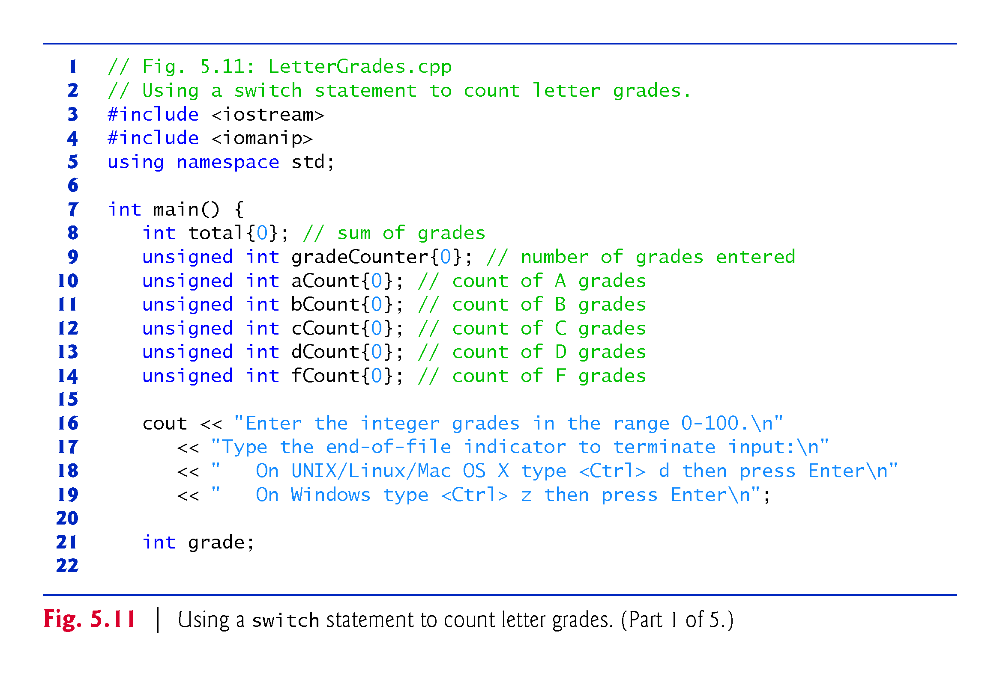 1 // Fig. 5.11: LetterGrades.cpp
2 // Using a switch statement to count letter grades.
3 #include <iostream>
4 #include <iomanip>
5 using namespace std;
6
7 int main() {
8    int total{0}; // sum of grades
9    unsigned int gradeCounter{0}; // number of grades entered
10    unsigned int aCount{0}; // count of A grades
11    unsigned int bCount{0}; // count of B grades
12    unsigned int cCount{0}; // count of C grades
13    unsigned int dCount{0}; // count of D grades
14    unsigned int fCount{0}; // count of F grades
15
16    cout << "Enter the integer grades in the range 0-100.\n"
17       << "Type the end-of-file indicator to terminate input:\n"
18       << "   On UNIX/Linux/Mac OS X type <Ctrl> d then press Enter\n"
19       << "   On Windows type <Ctrl> z then press Enter\n";
20
21    int grade;
22
Fig. 5.11 | Using a switch statement to count letter grades. (Part 1 of 5.)